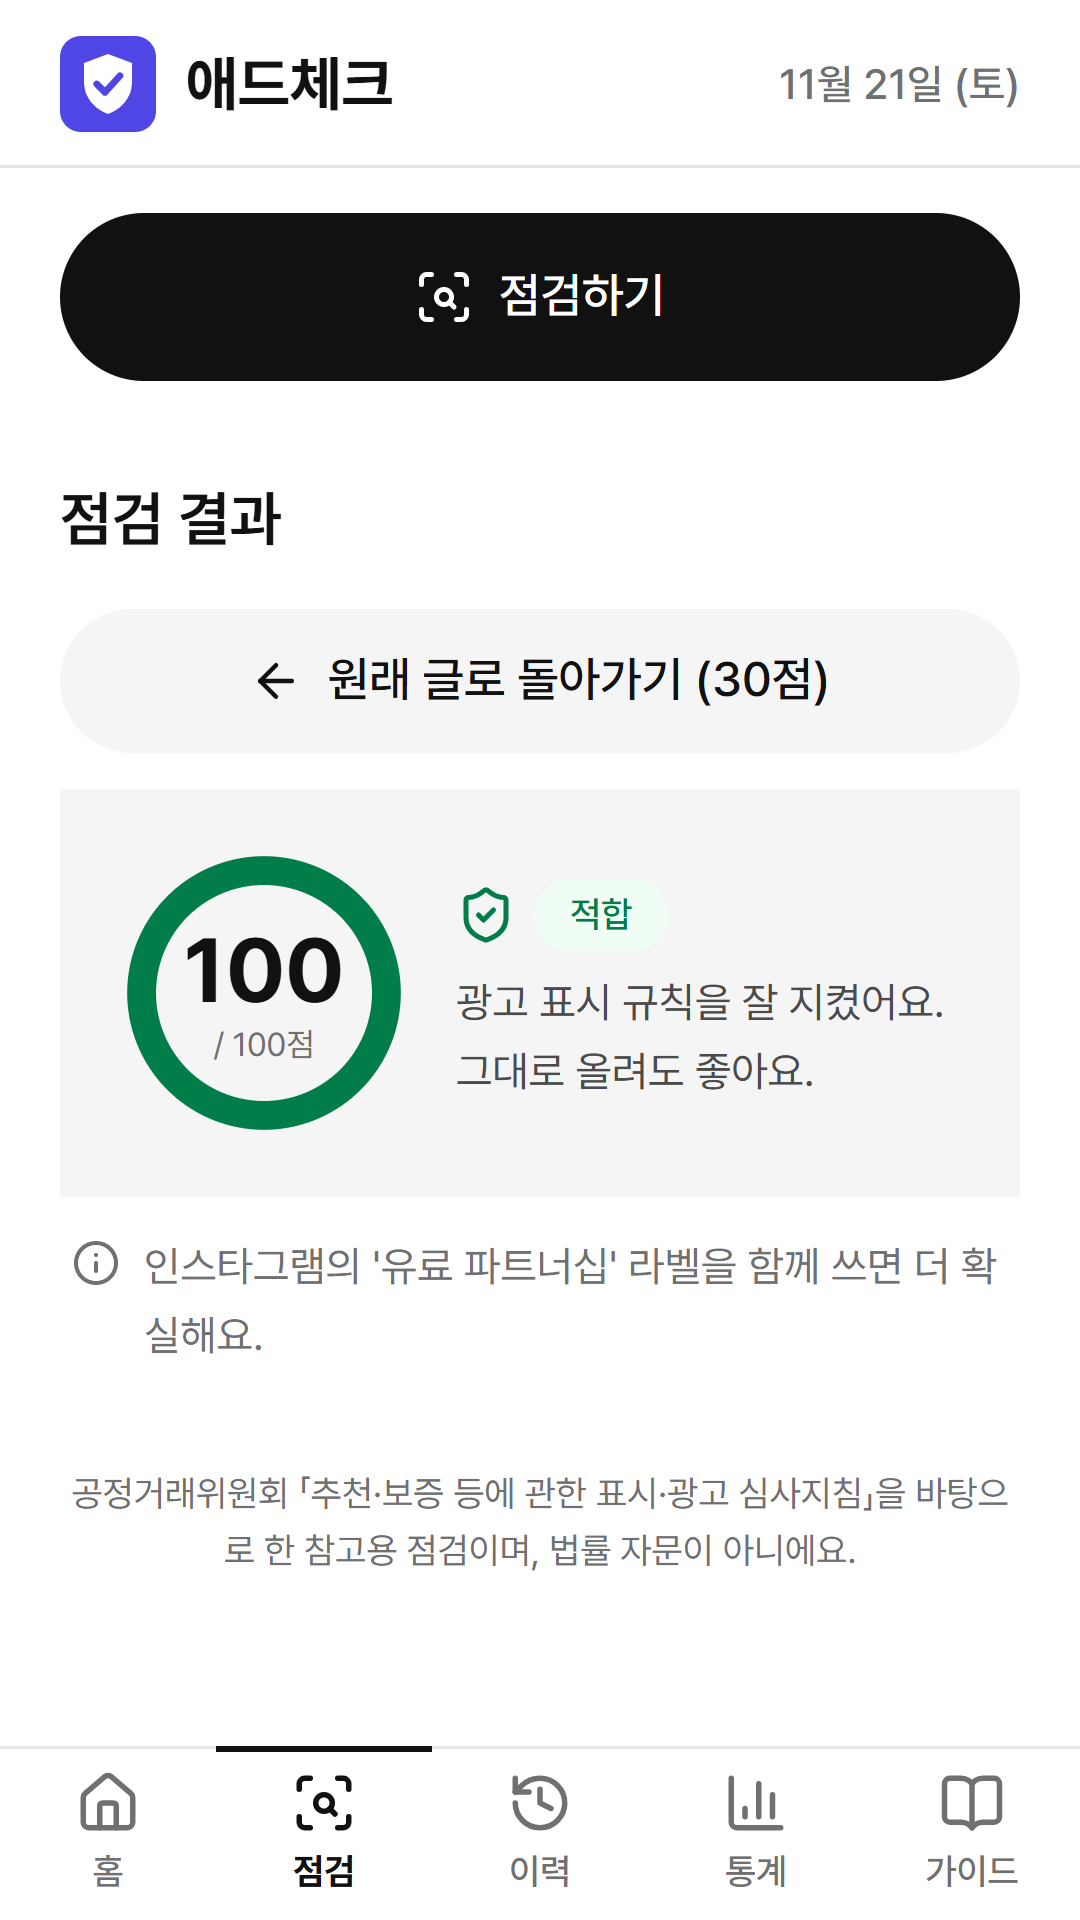 애드체크
11월 21일 (토)
점검하기
점검 결과
원래 글로 돌아가기 (30점)
100
/ 100점
적합
광고 표시 규칙을 잘 지켰어요.
그대로 올려도 좋아요.
인스타그램의 '유료 파트너십' 라벨을 함께 쓰면 더 확
실해요.
공정거래위원회 「추천·보증 등에 관한 표시·광고 심사지침」을 바탕으
로 한 참고용 점검이며, 법률 자문이 아니에요.
홈
점검
이력
통계
가이드